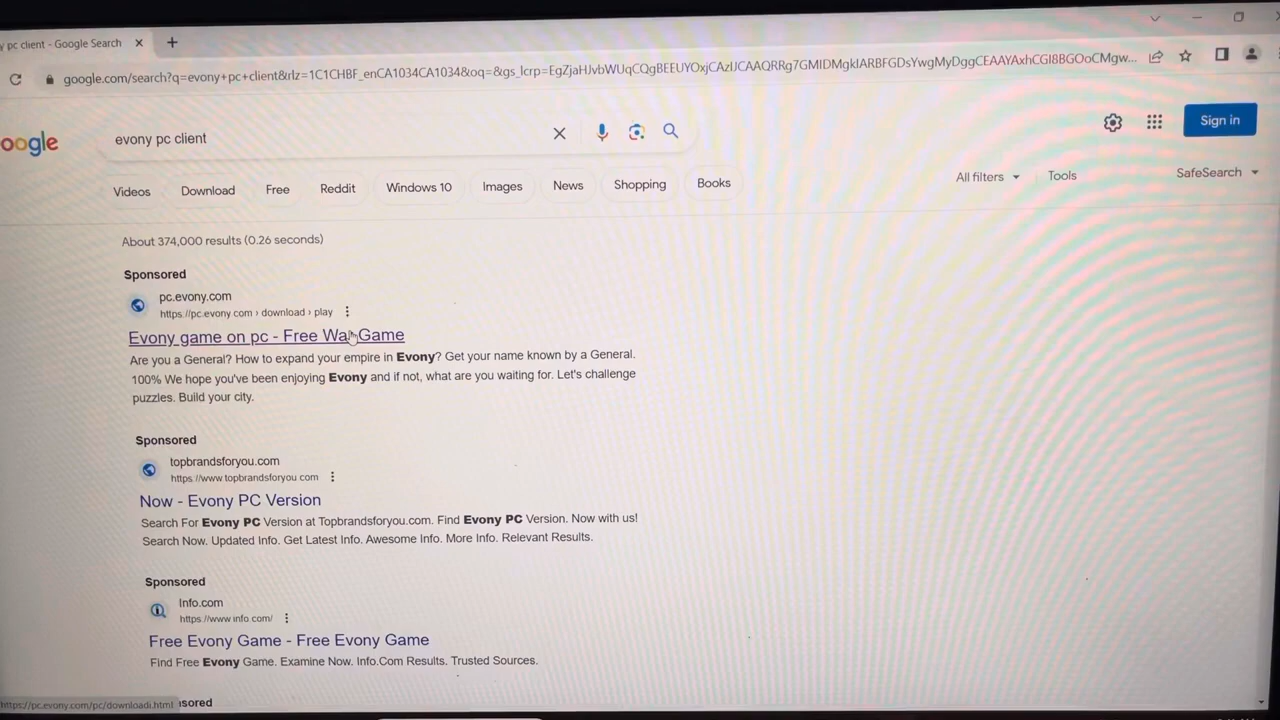 y pc client - Google Search
google.com/search?q=evony+pc+client&rlz=1C1CHBF_enCA1034CA1034&oq=&gs_lcrp=EgZjaHJvbWUqCQgBEEUYOxjCAzIJCAAQRRg7GMIDMgkIARBFGDsYwgMyDggCEAAYAxhCGI8BGOoCMgw...
oogle
evony pc client
Sign in
Videos
Download
Free
Reddit
Windows 10
Images
News
Shopping
Books
All filters
Tools
SafeSearch
About 374,000 results (0.26 seconds)
Sponsored
pc.evony.com
https://pc.evony.com › download › play
Evony game on pc - Free War Game
Are you a General? How to expand your empire in Evony? Get your name known by a General.
100% We hope you've been enjoying Evony and if not, what are you waiting for. Let's challenge
puzzles. Build your city.
Sponsored
topbrandsforyou.com
https://www.topbrandsforyou.com
Now - Evony PC Version
Search For Evony PC Version at Topbrandsforyou.com. Find Evony PC Version. Now with us!
Search Now. Updated Info. Get Latest Info. Awesome Info. More Info. Relevant Results.
Sponsored
Info.com
https://www.info.com/
Free Evony Game - Free Evony Game
Find Free Evony Game. Examine Now. Info.Com Results. Trusted Sources.
https://pc.evony.com/pc/downloadi.html
nsored